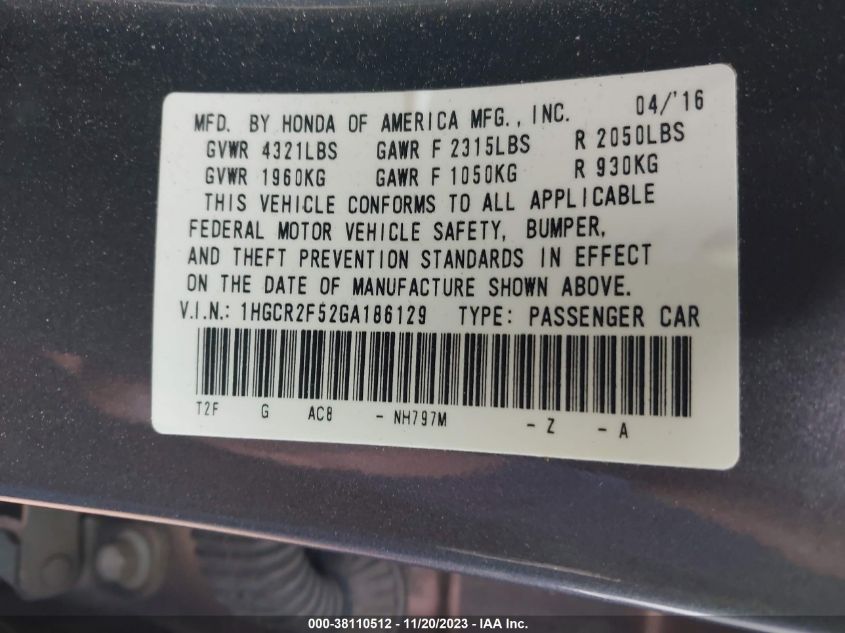 MFD. BY HONDA OF AMERICA MFG., INC. 04/'16
GVWR 4321LBS GAWR F 2315LBS R 2050LBS
GVWR 1960KG GAWR F 1050KG R 930KG
THIS VEHICLE CONFORMS TO ALL APPLICABLE
FEDERAL MOTOR VEHICLE SAFETY, BUMPER,
AND THEFT PREVENTION STANDARDS IN EFFECT
ON THE DATE OF MANUFACTURE SHOWN ABOVE.
V.I.N.: 1HGCR2F52GA186129 TYPE: PASSENGER CAR
T2F G AC8 - NH797M - Z - A
000-38110512 - 11/20/2023 - IAA Inc.